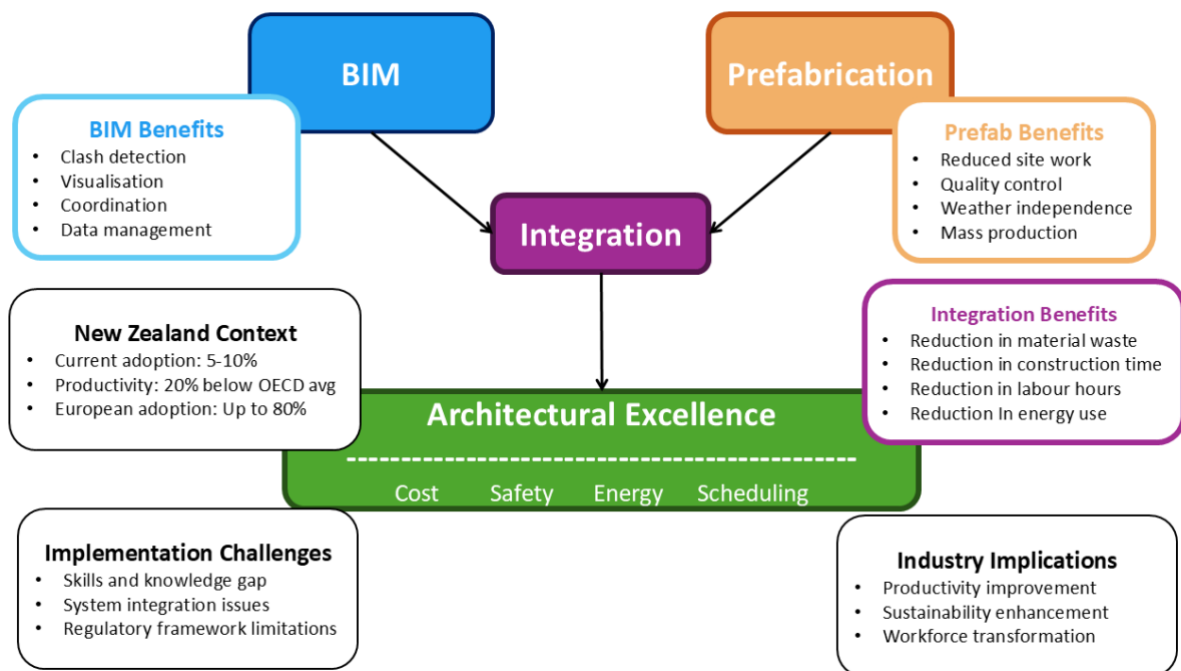 BIM
Prefabrication
BIM Benefits
• Clash detection
• Visualisation
• Coordination
• Data management
Prefab Benefits
• Reduced site work
• Quality control
• Weather independence
• Mass production
Integration
New Zealand Context
• Current adoption: 5-10%
• Productivity: 20% below OECD avg
• European adoption: Up to 80%
Integration Benefits
• Reduction in material waste
• Reduction in construction time
• Reduction in labour hours
• Reduction In energy use
Architectural Excellence
Cost Safety Energy Scheduling
Implementation Challenges
• Skills and knowledge gap
• System integration issues
• Regulatory framework limitations
Industry Implications
• Productivity improvement
• Sustainability enhancement
• Workforce transformation